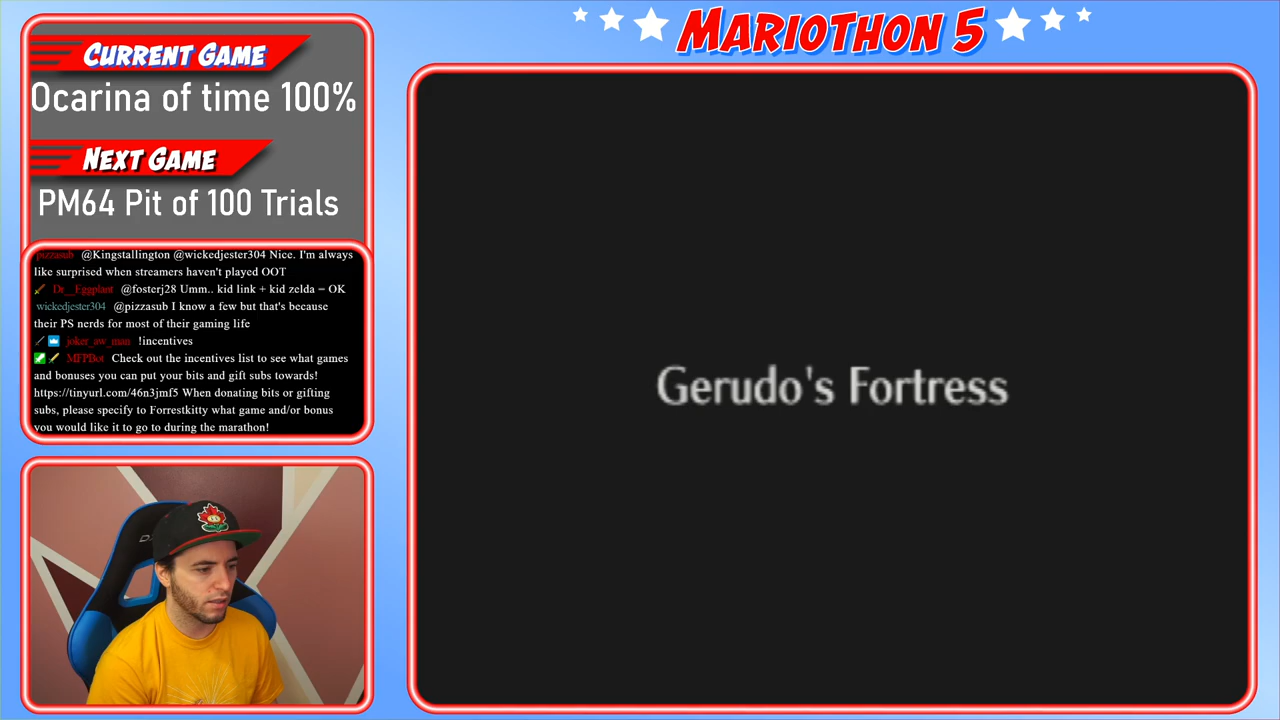 CURRENT GAME
Ocarina of time 100%
NEXT GAME
PM64 Pit of 100 Trials
pizzasub @Kingstallington @wickedjester304 Nice. I'm always
like surprised when streamers haven't played OOT
Dr__Eggplant @fosterj28 Umm.. kid link + kid zelda = OK
wickedjester304 @pizzasub I know a few but that's because
their PS nerds for most of their gaming life
joker_aw_man !incentives
MFPBot Check out the incentives list to see what games
and bonuses you can put your bits and gift subs towards!
https://tinyurl.com/46n3jmf5 When donating bits or gifting
subs, please specify to Forrestkitty what game and/or bonus
you would like it to go to during the marathon!
MARIOTHON 5
Gerudo's Fortress